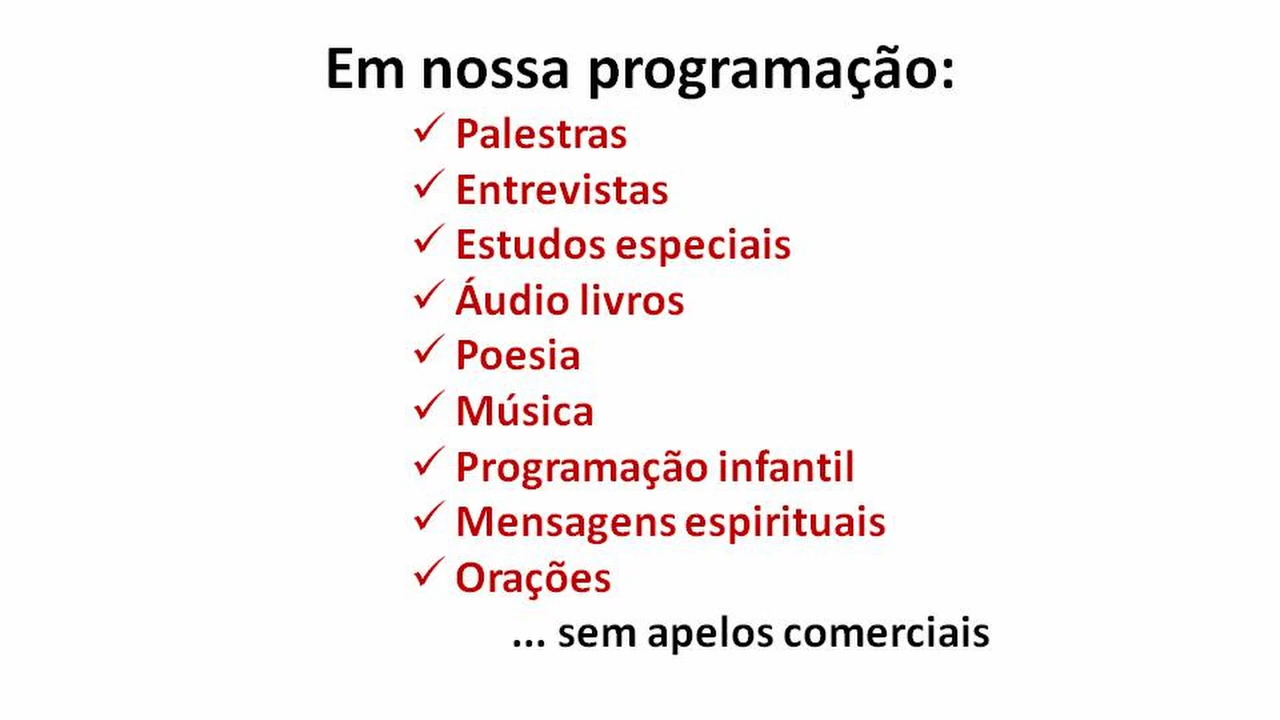 Em nossa programação:
✓ Palestras
✓ Entrevistas
✓ Estudos especiais
✓ Áudio livros
✓ Poesia
✓ Música
✓ Programação infantil
✓ Mensagens espirituais
✓ Orações
... sem apelos comerciais